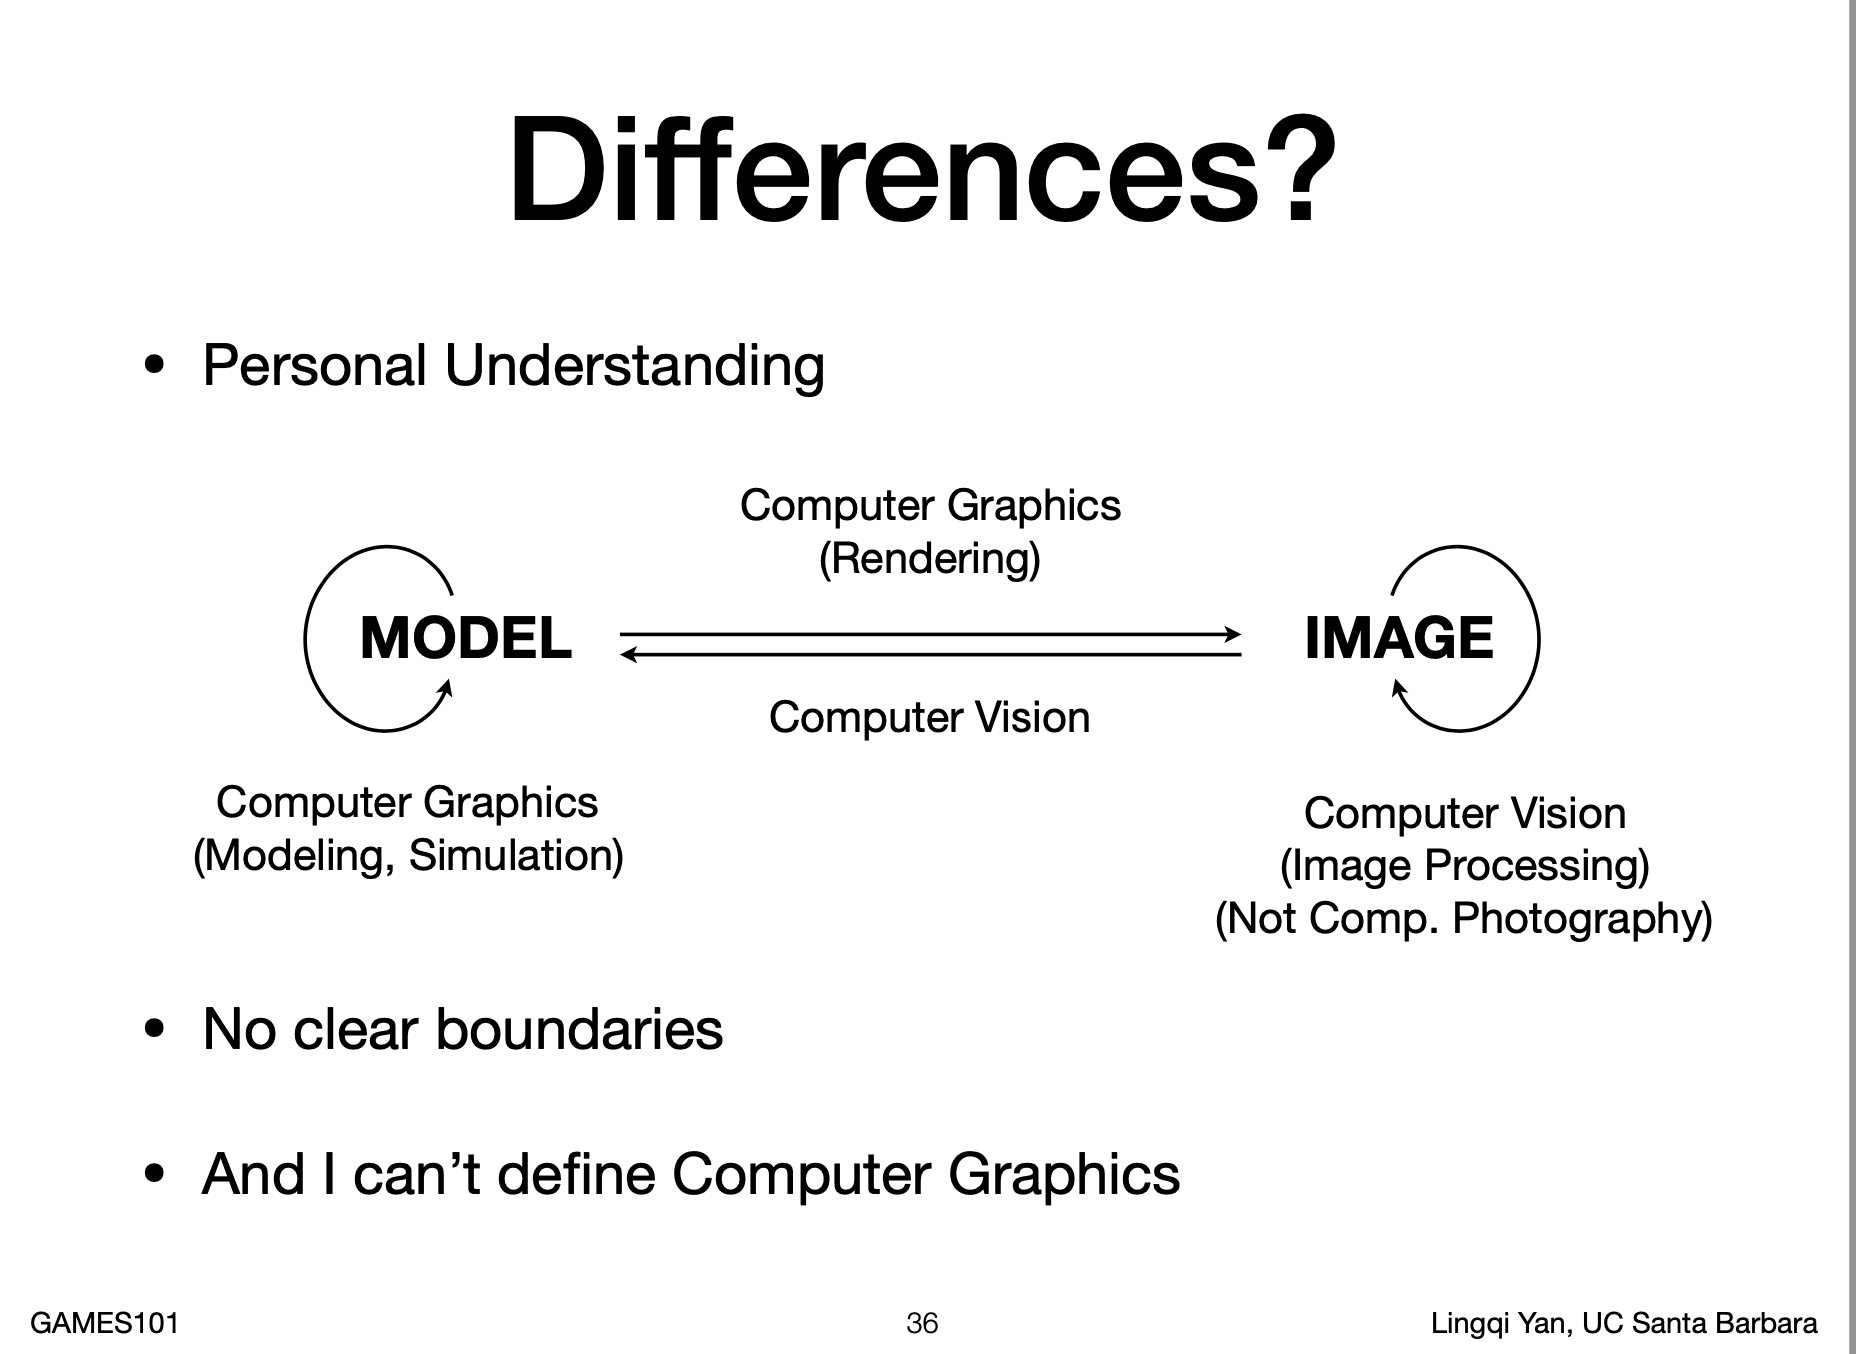 Differences?
• Personal Understanding
Computer Graphics
(Rendering)
MODEL
IMAGE
Computer Vision
Computer Graphics
(Modeling, Simulation)
Computer Vision
(Image Processing)
(Not Comp. Photography)
• No clear boundaries
• And I can’t define Computer Graphics
GAMES101
36
Lingqi Yan, UC Santa Barbara